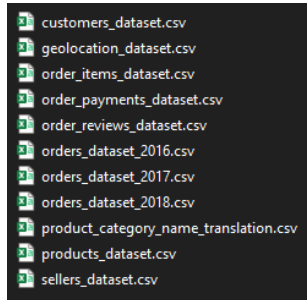 customers_dataset.csv
geolocation_dataset.csv
order_items_dataset.csv
order_payments_dataset.csv
order_reviews_dataset.csv
orders_dataset_2016.csv
orders_dataset_2017.csv
orders_dataset_2018.csv
product_category_name_translation.csv
products_dataset.csv
sellers_dataset.csv